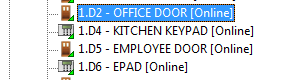 1.D2 - OFFICE DOOR [Online]
1.D4 - KITCHEN KEYPAD [Online]
1.D5 - EMPLOYEE DOOR [Online]
1.D6 - EPAD [Online]